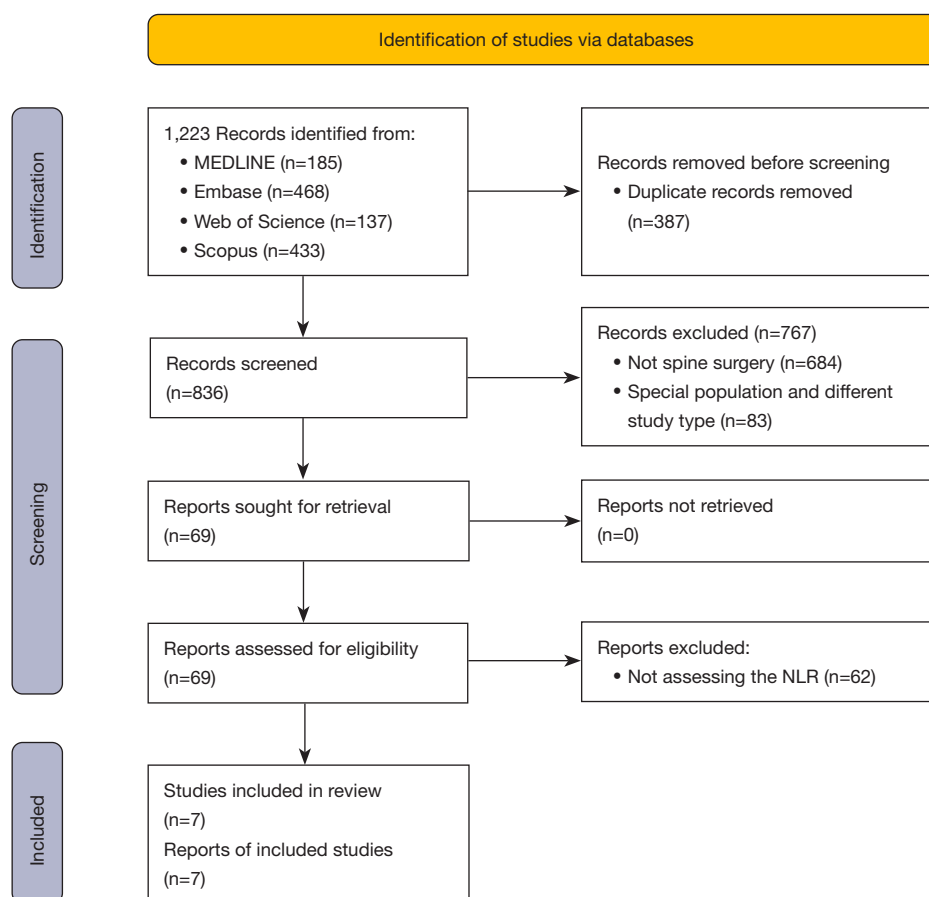 Identification of studies via databases
Identification
1,223 Records identified from:
• MEDLINE (n=185)
• Embase (n=468)
• Web of Science (n=137)
• Scopus (n=433)
Records removed before screening
• Duplicate records removed
(n=387)
Screening
Records screened
(n=836)
Records excluded (n=767)
• Not spine surgery (n=684)
• Special population and different
study type (n=83)
Reports sought for retrieval
(n=69)
Reports not retrieved
(n=0)
Reports assessed for eligibility
(n=69)
Reports excluded:
• Not assessing the NLR (n=62)
Included
Studies included in review
(n=7)
Reports of included studies
(n=7)